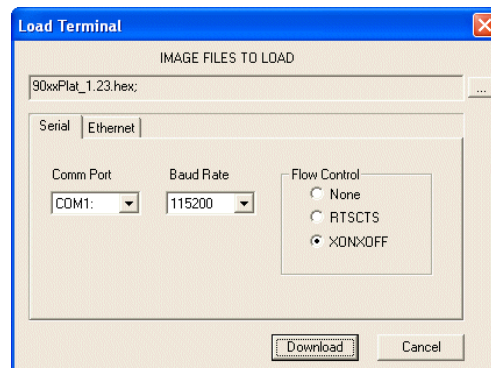 Load Terminal
IMAGE FILES TO LOAD
90xxPlat_1.23.hex;
...
Serial Ethernet
Comm Port Baud Rate Flow Control
COM1: 115200 None
RTSCTS
XONXOFF
Download Cancel